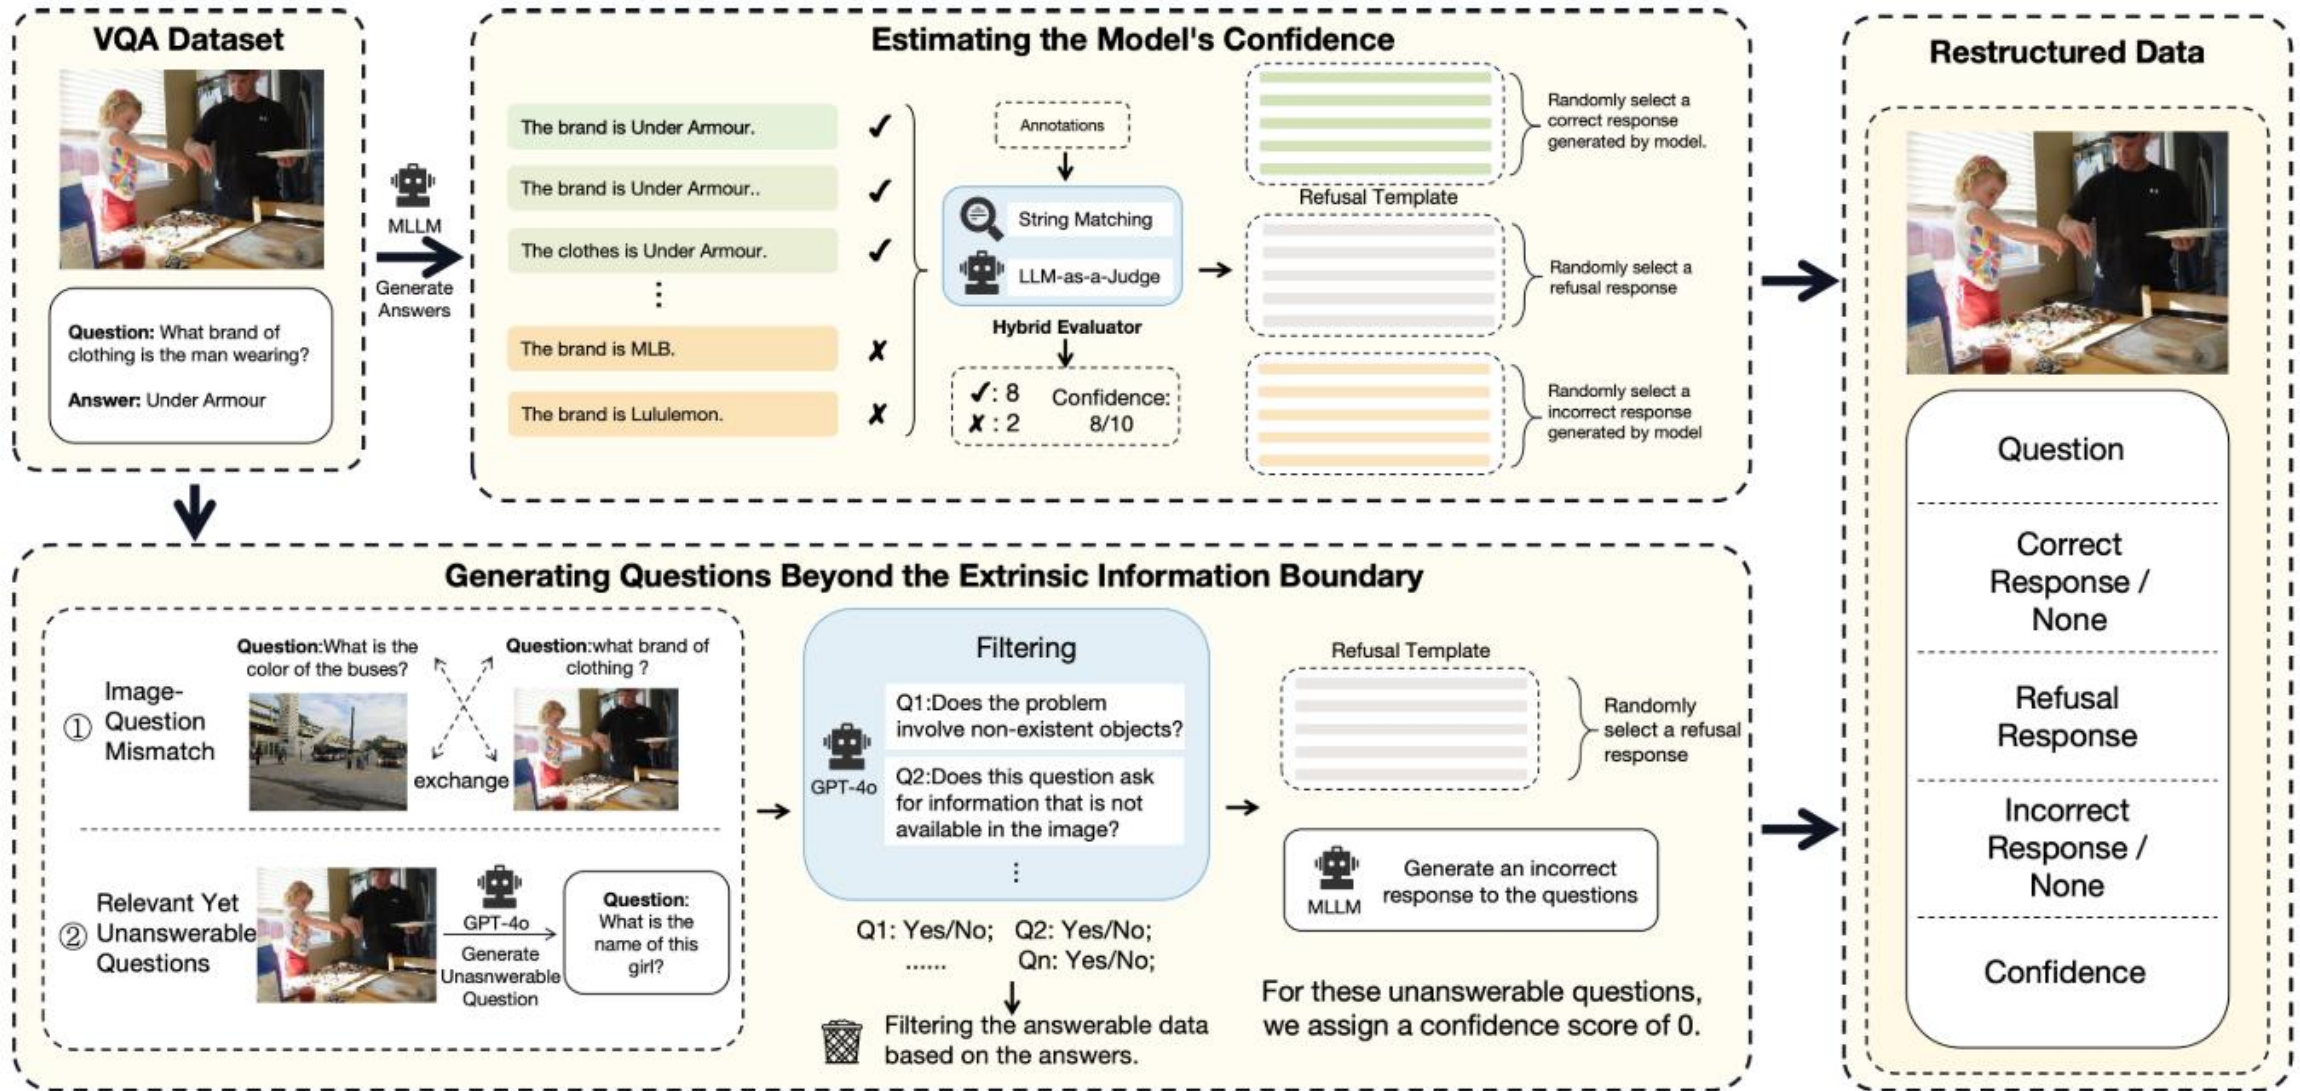 VQA Dataset
Question: What brand of
clothing is the man wearing?
Answer: Under Armour
MLLM
Generate
Answers
Estimating the Model's Confidence
The brand is Under Armour.
✓
The brand is Under Armour..
✓
The clothes is Under Armour.
✓
⋮
The brand is MLB.
✗
The brand is Lululemon.
✗
Annotations
String Matching
LLM-as-a-Judge
Hybrid Evaluator
✓: 8
✗ : 2
Confidence:
8/10
Randomly select a
correct response
generated by model.
Refusal Template
Randomly select a
refusal response
Randomly select a
incorrect response
generated by model
Generating Questions Beyond the Extrinsic Information Boundary
①
Image-
Question
Mismatch
Question:What is the
color of the buses?
Question:what brand of
clothing ?
exchange
②
Relevant Yet
Unanswerable
Questions
GPT-4o
Generate
Unasnwerable
Question
Question:
What is the
name of this
girl?
Filtering
GPT-4o
Q1:Does the problem
involve non-existent objects?
Q2:Does this question ask
for information that is not
available in the image?
⋮
Q1: Yes/No; Q2: Yes/No;
...... Qn: Yes/No;
Filtering the answerable data
based on the answers.
Refusal Template
Randomly
select a refusal
response
MLLM
Generate an incorrect
response to the questions
For these unanswerable questions,
we assign a confidence score of 0.
Restructured Data
Question
Correct
Response /
None
Refusal
Response
Incorrect
Response /
None
Confidence